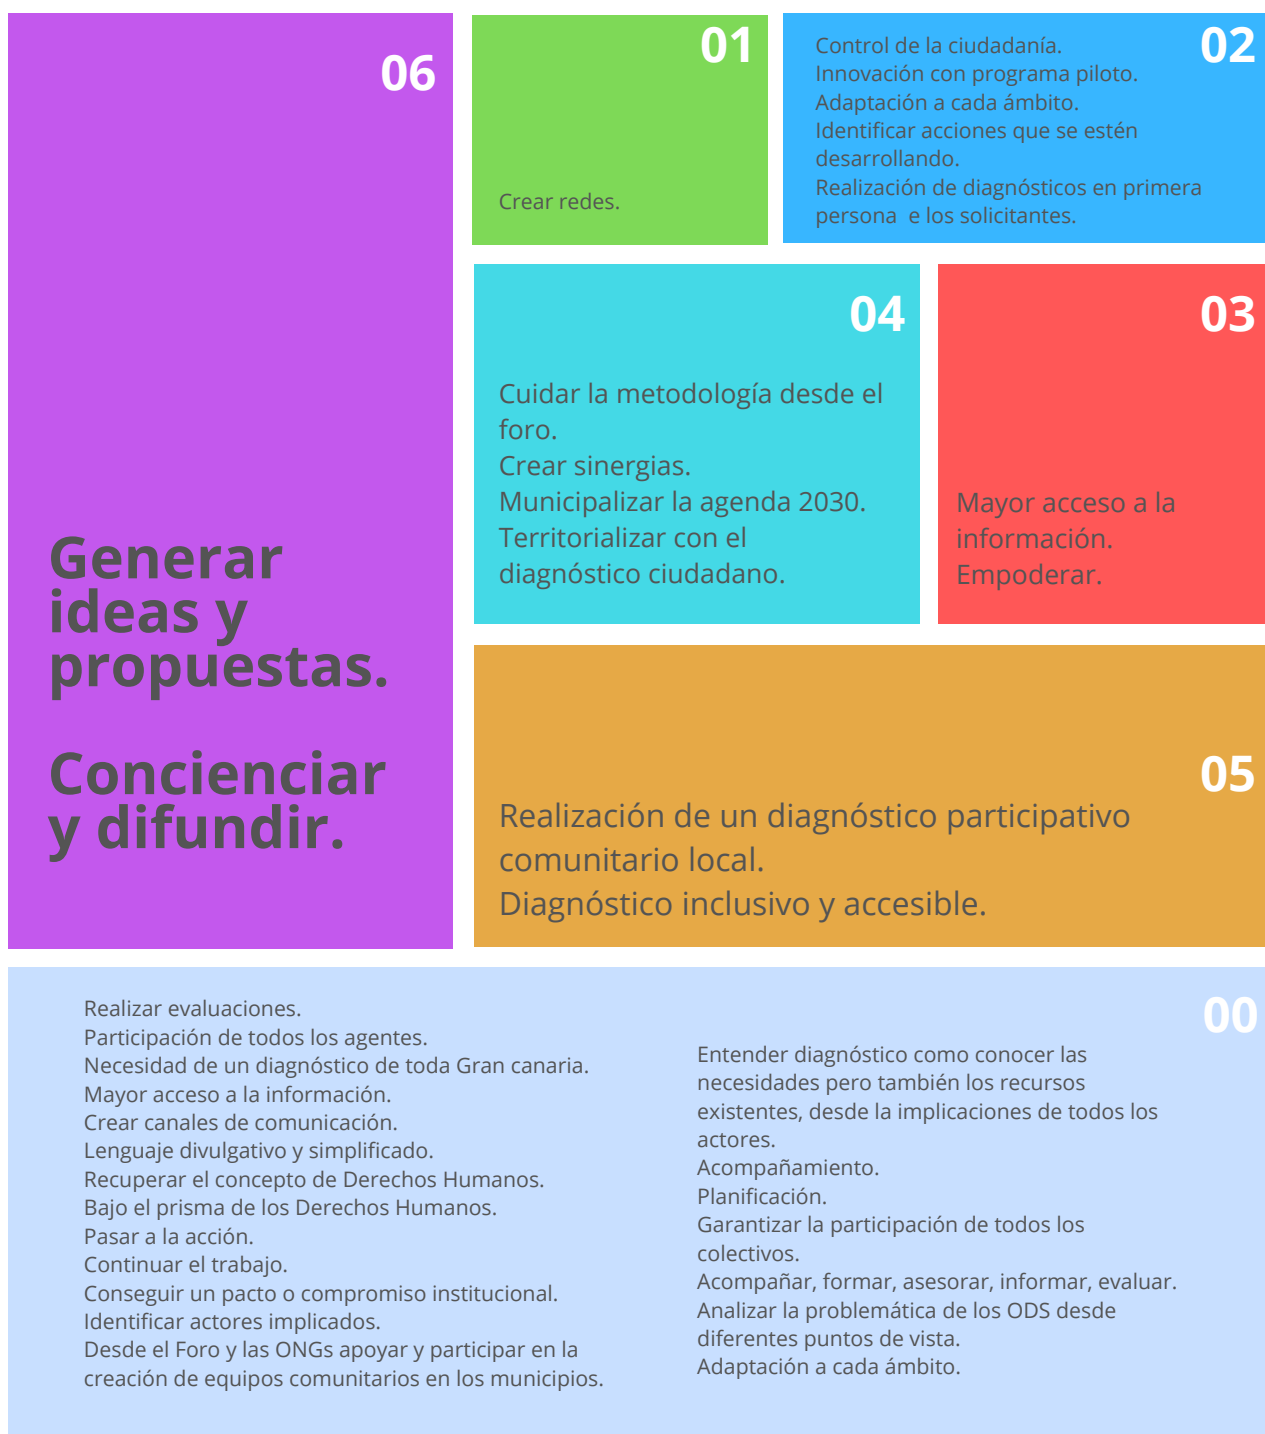 06
Generar
ideas y
propuestas.
Concienciar
y difundir.
01
Crear redes.
02
Control de la ciudadanía.
Innovación con programa piloto.
Adaptación a cada ámbito.
Identificar acciones que se estén
desarrollando.
Realización de diagnósticos en primera
persona  e los solicitantes.
04
Cuidar la metodología desde el
foro.
Crear sinergias.
Municipalizar la agenda 2030.
Territorializar con el
diagnóstico ciudadano.
03
Mayor acceso a la
información.
Empoderar.
05
Realización de un diagnóstico participativo
comunitario local.
Diagnóstico inclusivo y accesible.
00
Realizar evaluaciones.
Participación de todos los agentes.
Necesidad de un diagnóstico de toda Gran canaria.
Mayor acceso a la información.
Crear canales de comunicación.
Lenguaje divulgativo y simplificado.
Recuperar el concepto de Derechos Humanos.
Bajo el prisma de los Derechos Humanos.
Pasar a la acción.
Continuar el trabajo.
Conseguir un pacto o compromiso institucional.
Identificar actores implicados.
Desde el Foro y las ONGs apoyar y participar en la
creación de equipos comunitarios en los municipios.
Entender diagnóstico como conocer las
necesidades pero también los recursos
existentes, desde la implicaciones de todos los
actores.
Acompañamiento.
Planificación.
Garantizar la participación de todos los
colectivos.
Acompañar, formar, asesorar, informar, evaluar.
Analizar la problemática de los ODS desde
diferentes puntos de vista.
Adaptación a cada ámbito.